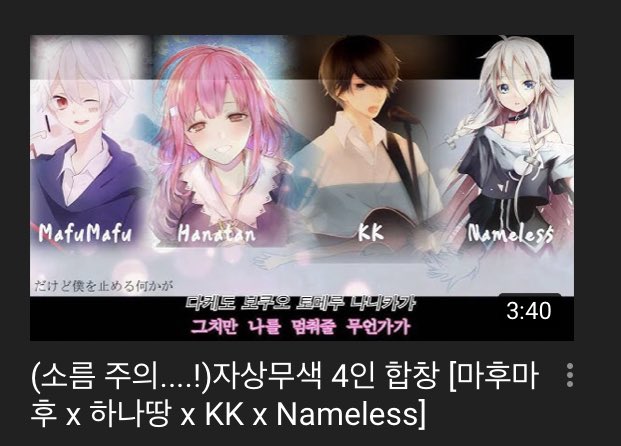 MafuMafu Hanatan KK Nameless
だけど僕を止める何かが
다케도 보쿠오 토메루 나니카가
그치만 나를 멈춰줄 무언가가
3:40
(소름 주의....!)자상무색 4인 합창 [마후마
후 x 하나땅 x KK x Nameless]